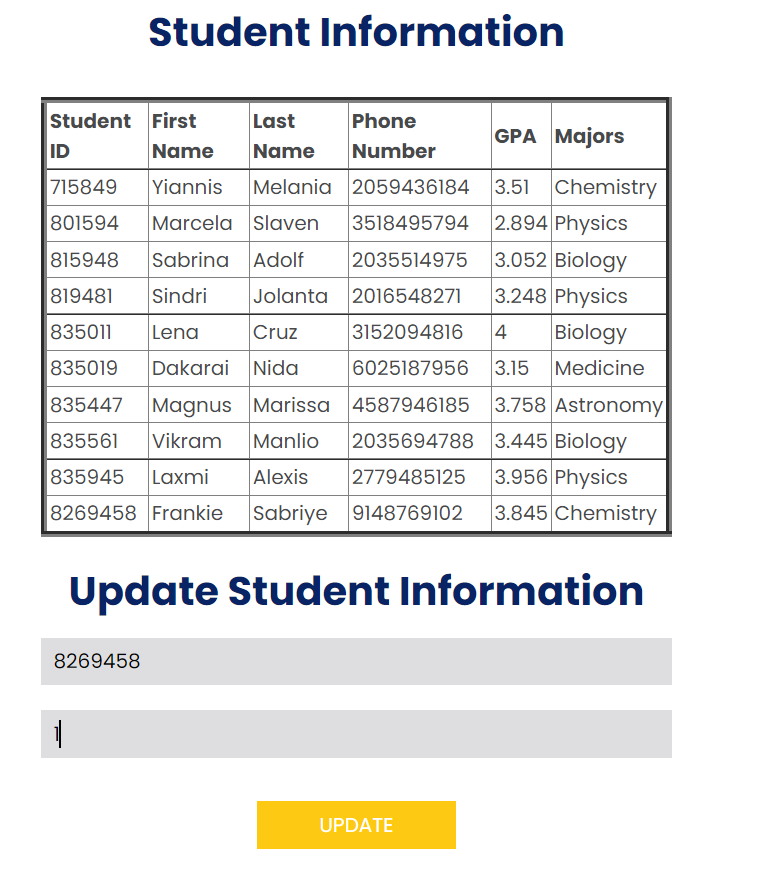 Student Information
Student ID First Name Last Name Phone Number GPA Majors
715849 Yiannis Melania 2059436184 3.51 Chemistry
801594 Marcela Slaven 3518495794 2.894 Physics
815948 Sabrina Adolf 2035514975 3.052 Biology
819481 Sindri Jolanta 2016548271 3.248 Physics
835011 Lena Cruz 3152094816 4 Biology
835019 Dakarai Nida 6025187956 3.15 Medicine
835447 Magnus Marissa 4587946185 3.758 Astronomy
835561 Vikram Manlio 2035694788 3.445 Biology
835945 Laxmi Alexis 2779485125 3.956 Physics
8269458 Frankie Sabriye 9148769102 3.845 Chemistry
Update Student Information
8269458
1
UPDATE